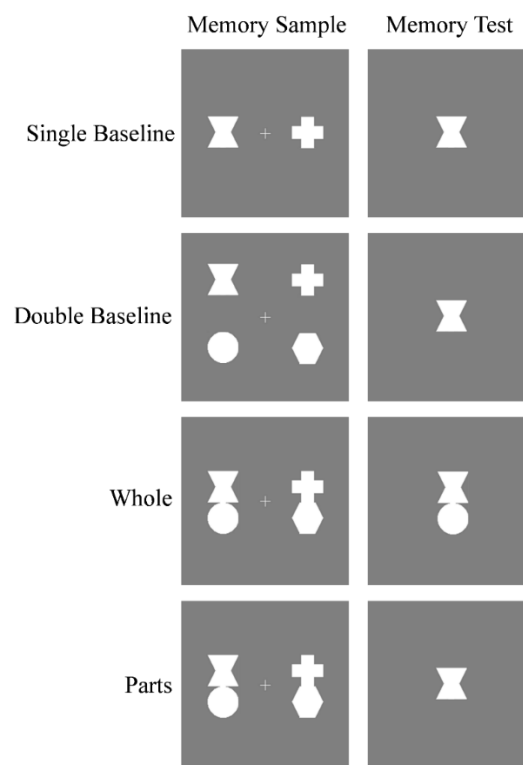 Memory Sample Memory Test
Single Baseline
Double Baseline
Whole
Parts